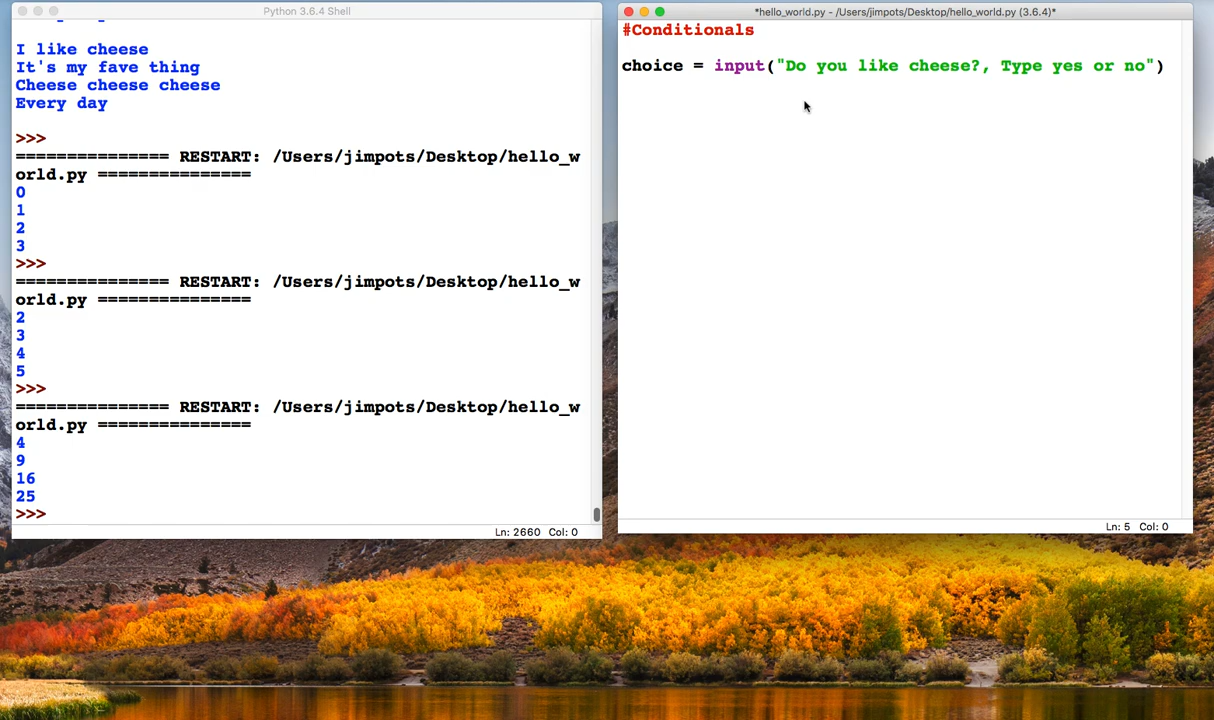 Python 3.6.4 Shell
I like cheese
It's my fave thing
Cheese cheese cheese
Every day
>>>
=============== RESTART: /Users/jimpots/Desktop/hello_w
orld.py ===============
0
1
2
3
>>>
=============== RESTART: /Users/jimpots/Desktop/hello_w
orld.py ===============
2
3
4
5
>>>
=============== RESTART: /Users/jimpots/Desktop/hello_w
orld.py ===============
4
9
16
25
>>>
Ln: 2660 Col: 0
*hello_world.py - /Users/jimpots/Desktop/hello_world.py (3.6.4)*
#Conditionals
choice = input("Do you like cheese?, Type yes or no")
Ln: 5 Col: 0